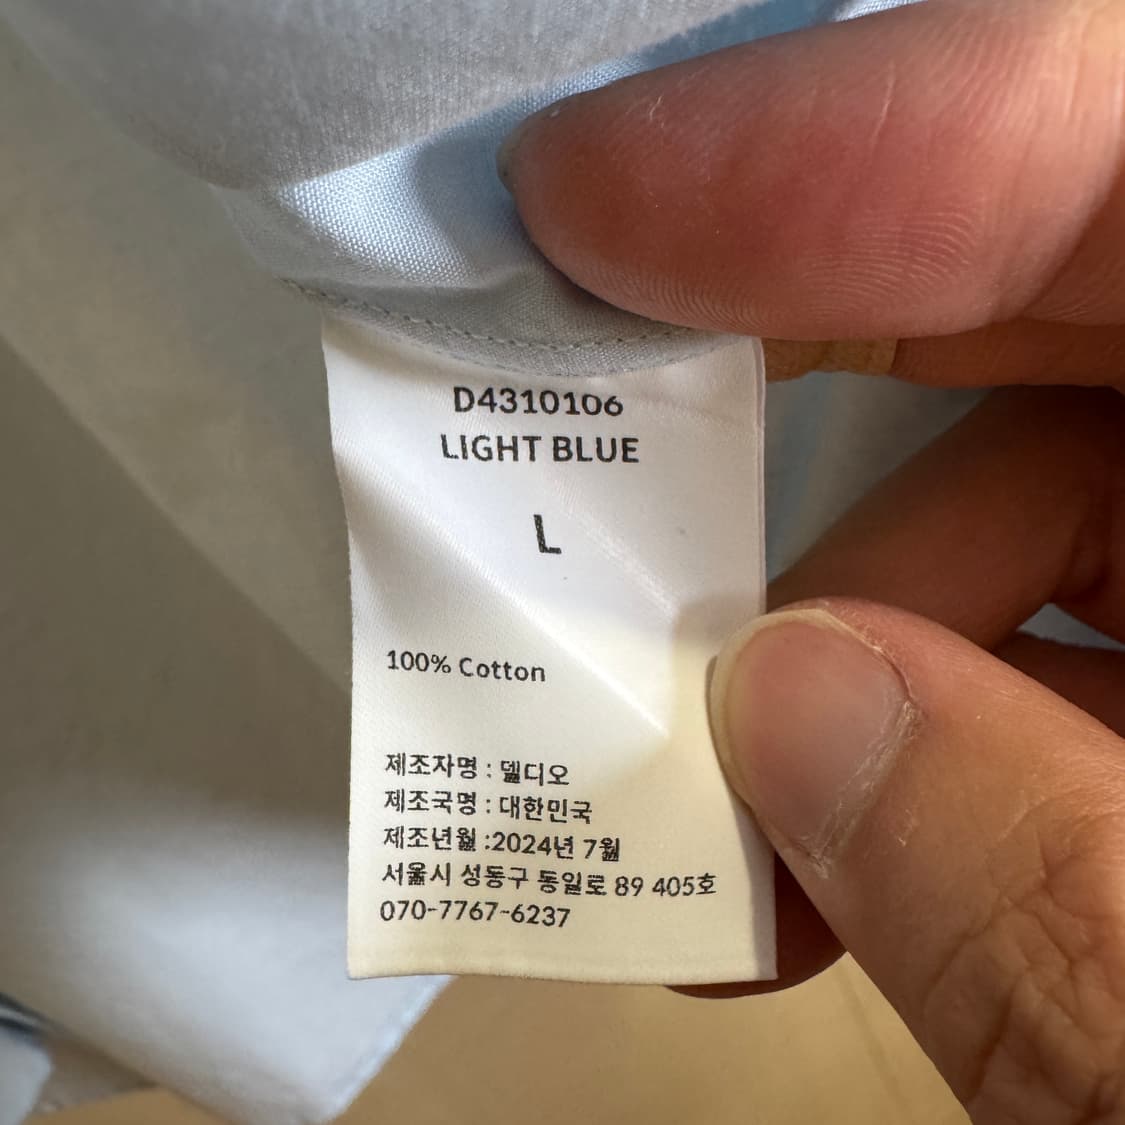 D4310106
LIGHT BLUE
L
100% Cotton
제조자명 : 델디오
제조국명 : 대한민국
제조년월 :2024년 7월
서울시 성동구 동일로 89 405호
070-7767-6237